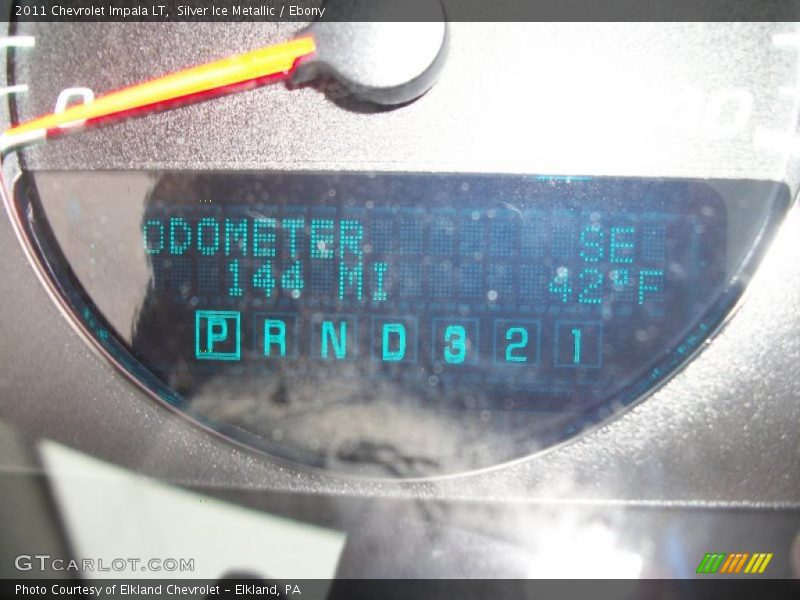 2011 Chevrolet Impala LT,  Silver Ice Metallic / Ebony
0
ODOMETER SE
144 MI 42°F
P R N D 3 2 1
GTCARLOT.COM
Photo Courtesy of Elkland Chevrolet - Elkland, PA